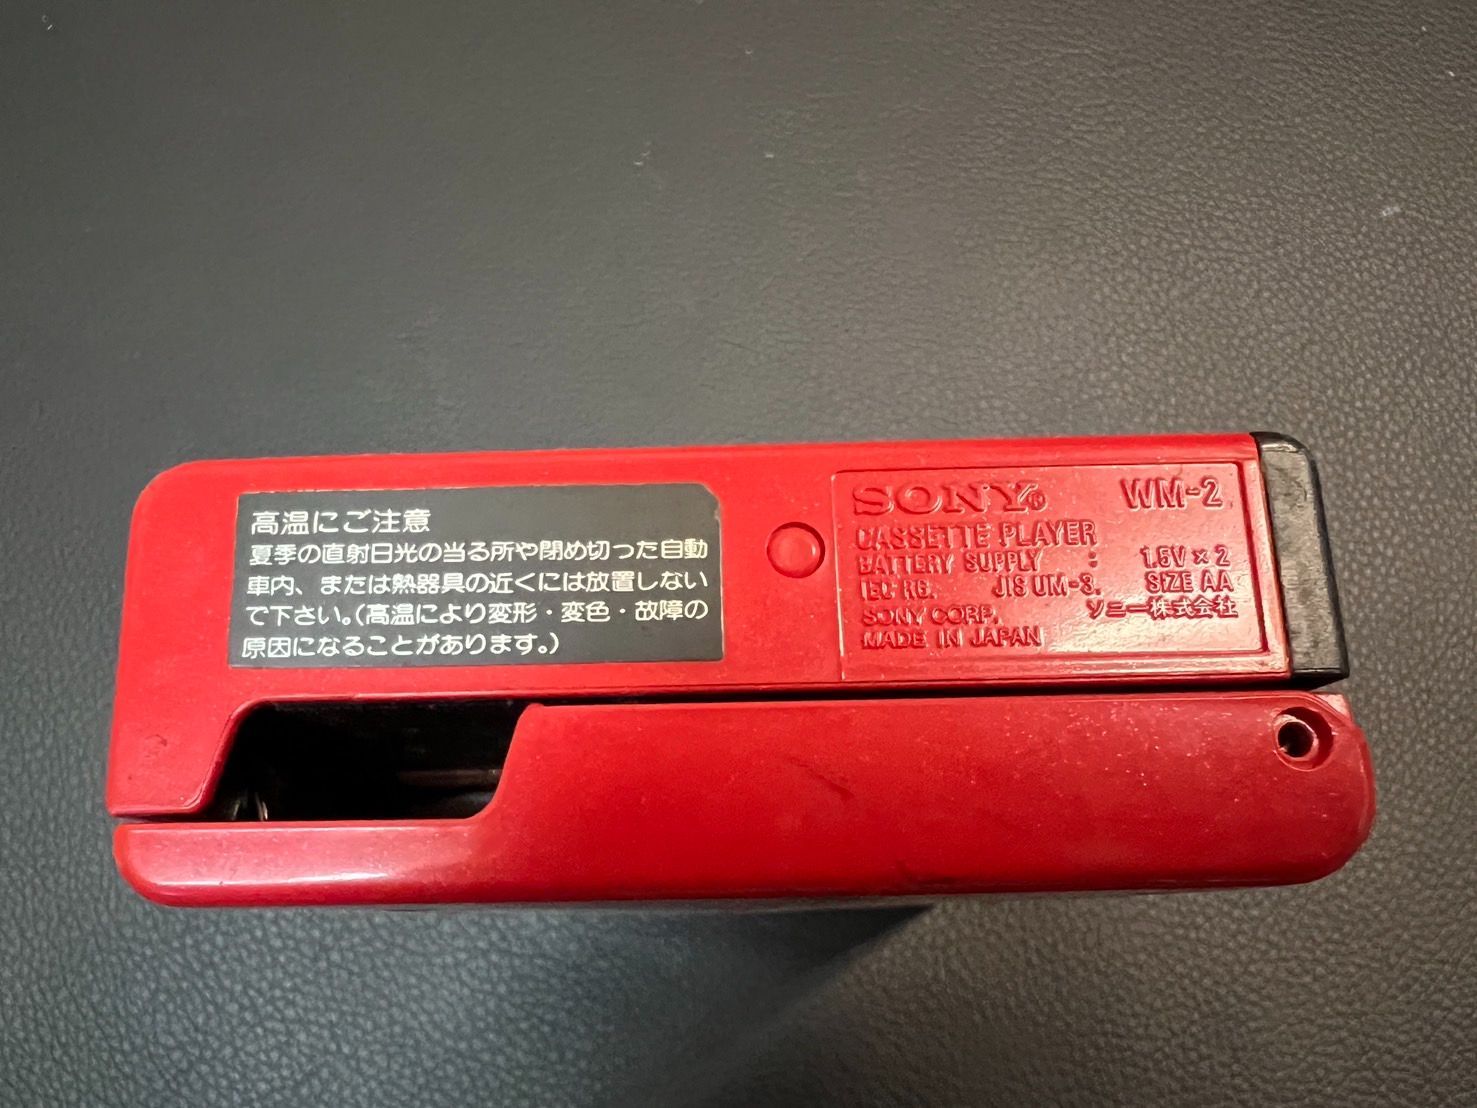 高温にご注意
夏季の直射日光の当る所や閉め切った自動
車内、または熱器具の近くには放置しない
で下さい。(高温により変形・変色・故障の
原因になることがあります。)
SONY® WM-2
CASSETTE PLAYER
BATTERY SUPPLY : 1.5V × 2
IEC R6. JIS UM-3. SIZE AA
SONY CORP. ソニー株式会社
MADE IN JAPAN